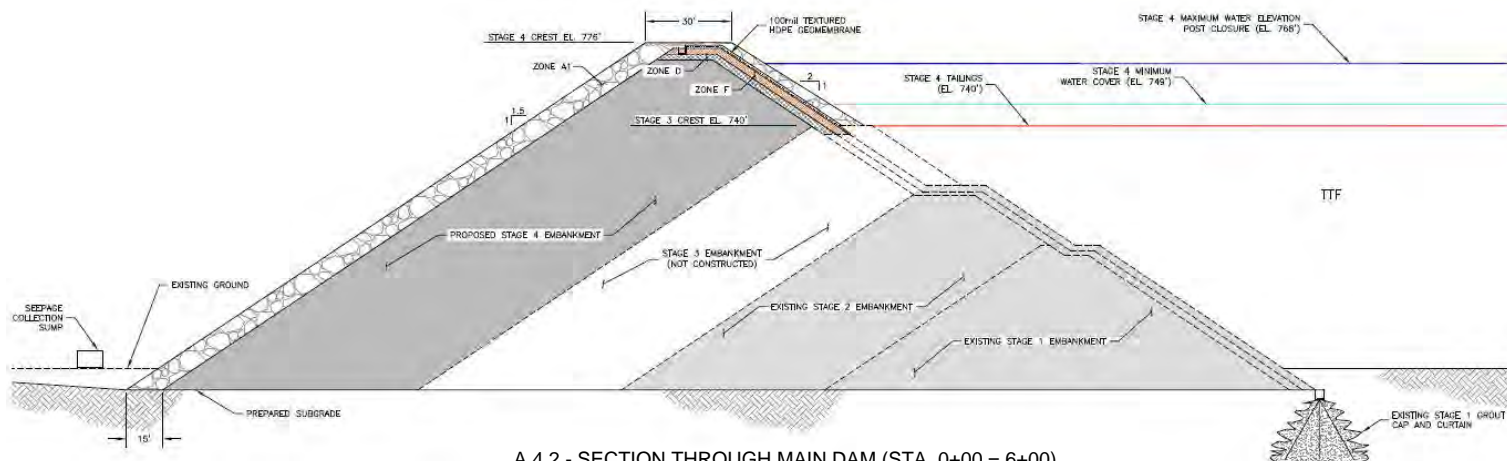 30'
100mil TEXTURED
HDPE GEOMEMBRANE
STAGE 4 MAXIMUM WATER ELEVATION
POST CLOSURE (EL. 768')
STAGE 4 CREST EL. 776'
ZONE A1
ZONE D
ZONE F
2
1
STAGE 4 TAILINGS
(EL. 740')
STAGE 4 MINIMUM
WATER COVER (EL. 749')
1.5
1
STAGE 3 CREST EL. 740'
TTF
PROPOSED STAGE 4 EMBANKMENT
STAGE 3 EMBANKMENT
(NOT CONSTRUCTED)
EXISTING GROUND
SEEPAGE
COLLECTION
SUMP
EXISTING STAGE 2 EMBANKMENT
EXISTING STAGE 1 EMBANKMENT
PREPARED SUBGRADE
15'
EXISTING STAGE 1 GROUT
CAP AND CURTAIN
A.4.2 - SECTION THROUGH MAIN DAM (STA. 0+00 = 6+00)